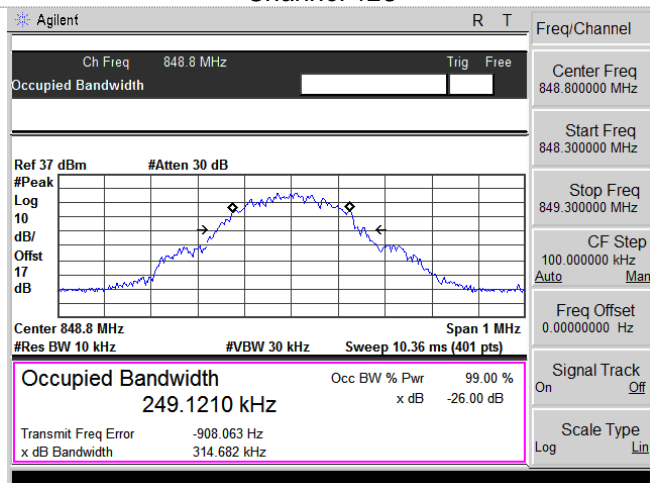 Agilent R T
Ch Freq 848.8 MHz Trig Free
Occupied Bandwidth
Ref 37 dBm #Atten 30 dB
#Peak
Log
10
dB/
Offst
17
dB
Center 848.8 MHz Span 1 MHz
#Res BW 10 kHz #VBW 30 kHz Sweep 10.36 ms (401 pts)
Occupied Bandwidth Occ BW % Pwr 99.00 %
249.1210 kHz x dB -26.00 dB
Transmit Freq Error -908.063 Hz
x dB Bandwidth 314.682 kHz
Freq/Channel
Center Freq
848.800000 MHz
Start Freq
848.300000 MHz
Stop Freq
849.300000 MHz
CF Step
100.000000 kHz
Auto Man
Freq Offset
0.00000000 Hz
Signal Track
On Off
Scale Type
Log Lin